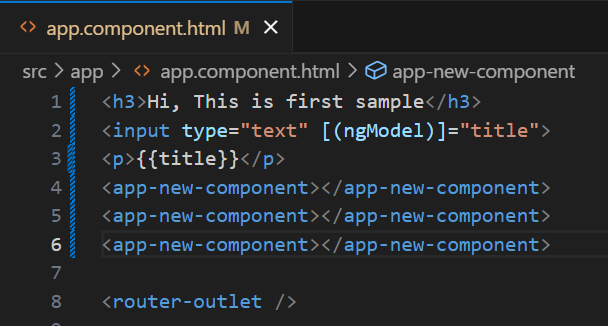 app.component.html M
src > app > app.component.html > app-new-component
1 <h3>Hi, This is first sample</h3>
2 <input type="text" [(ngModel)]="title">
3 <p>{{title}}</p>
4 <app-new-component></app-new-component>
5 <app-new-component></app-new-component>
6 <app-new-component></app-new-component>
7
8 <router-outlet />